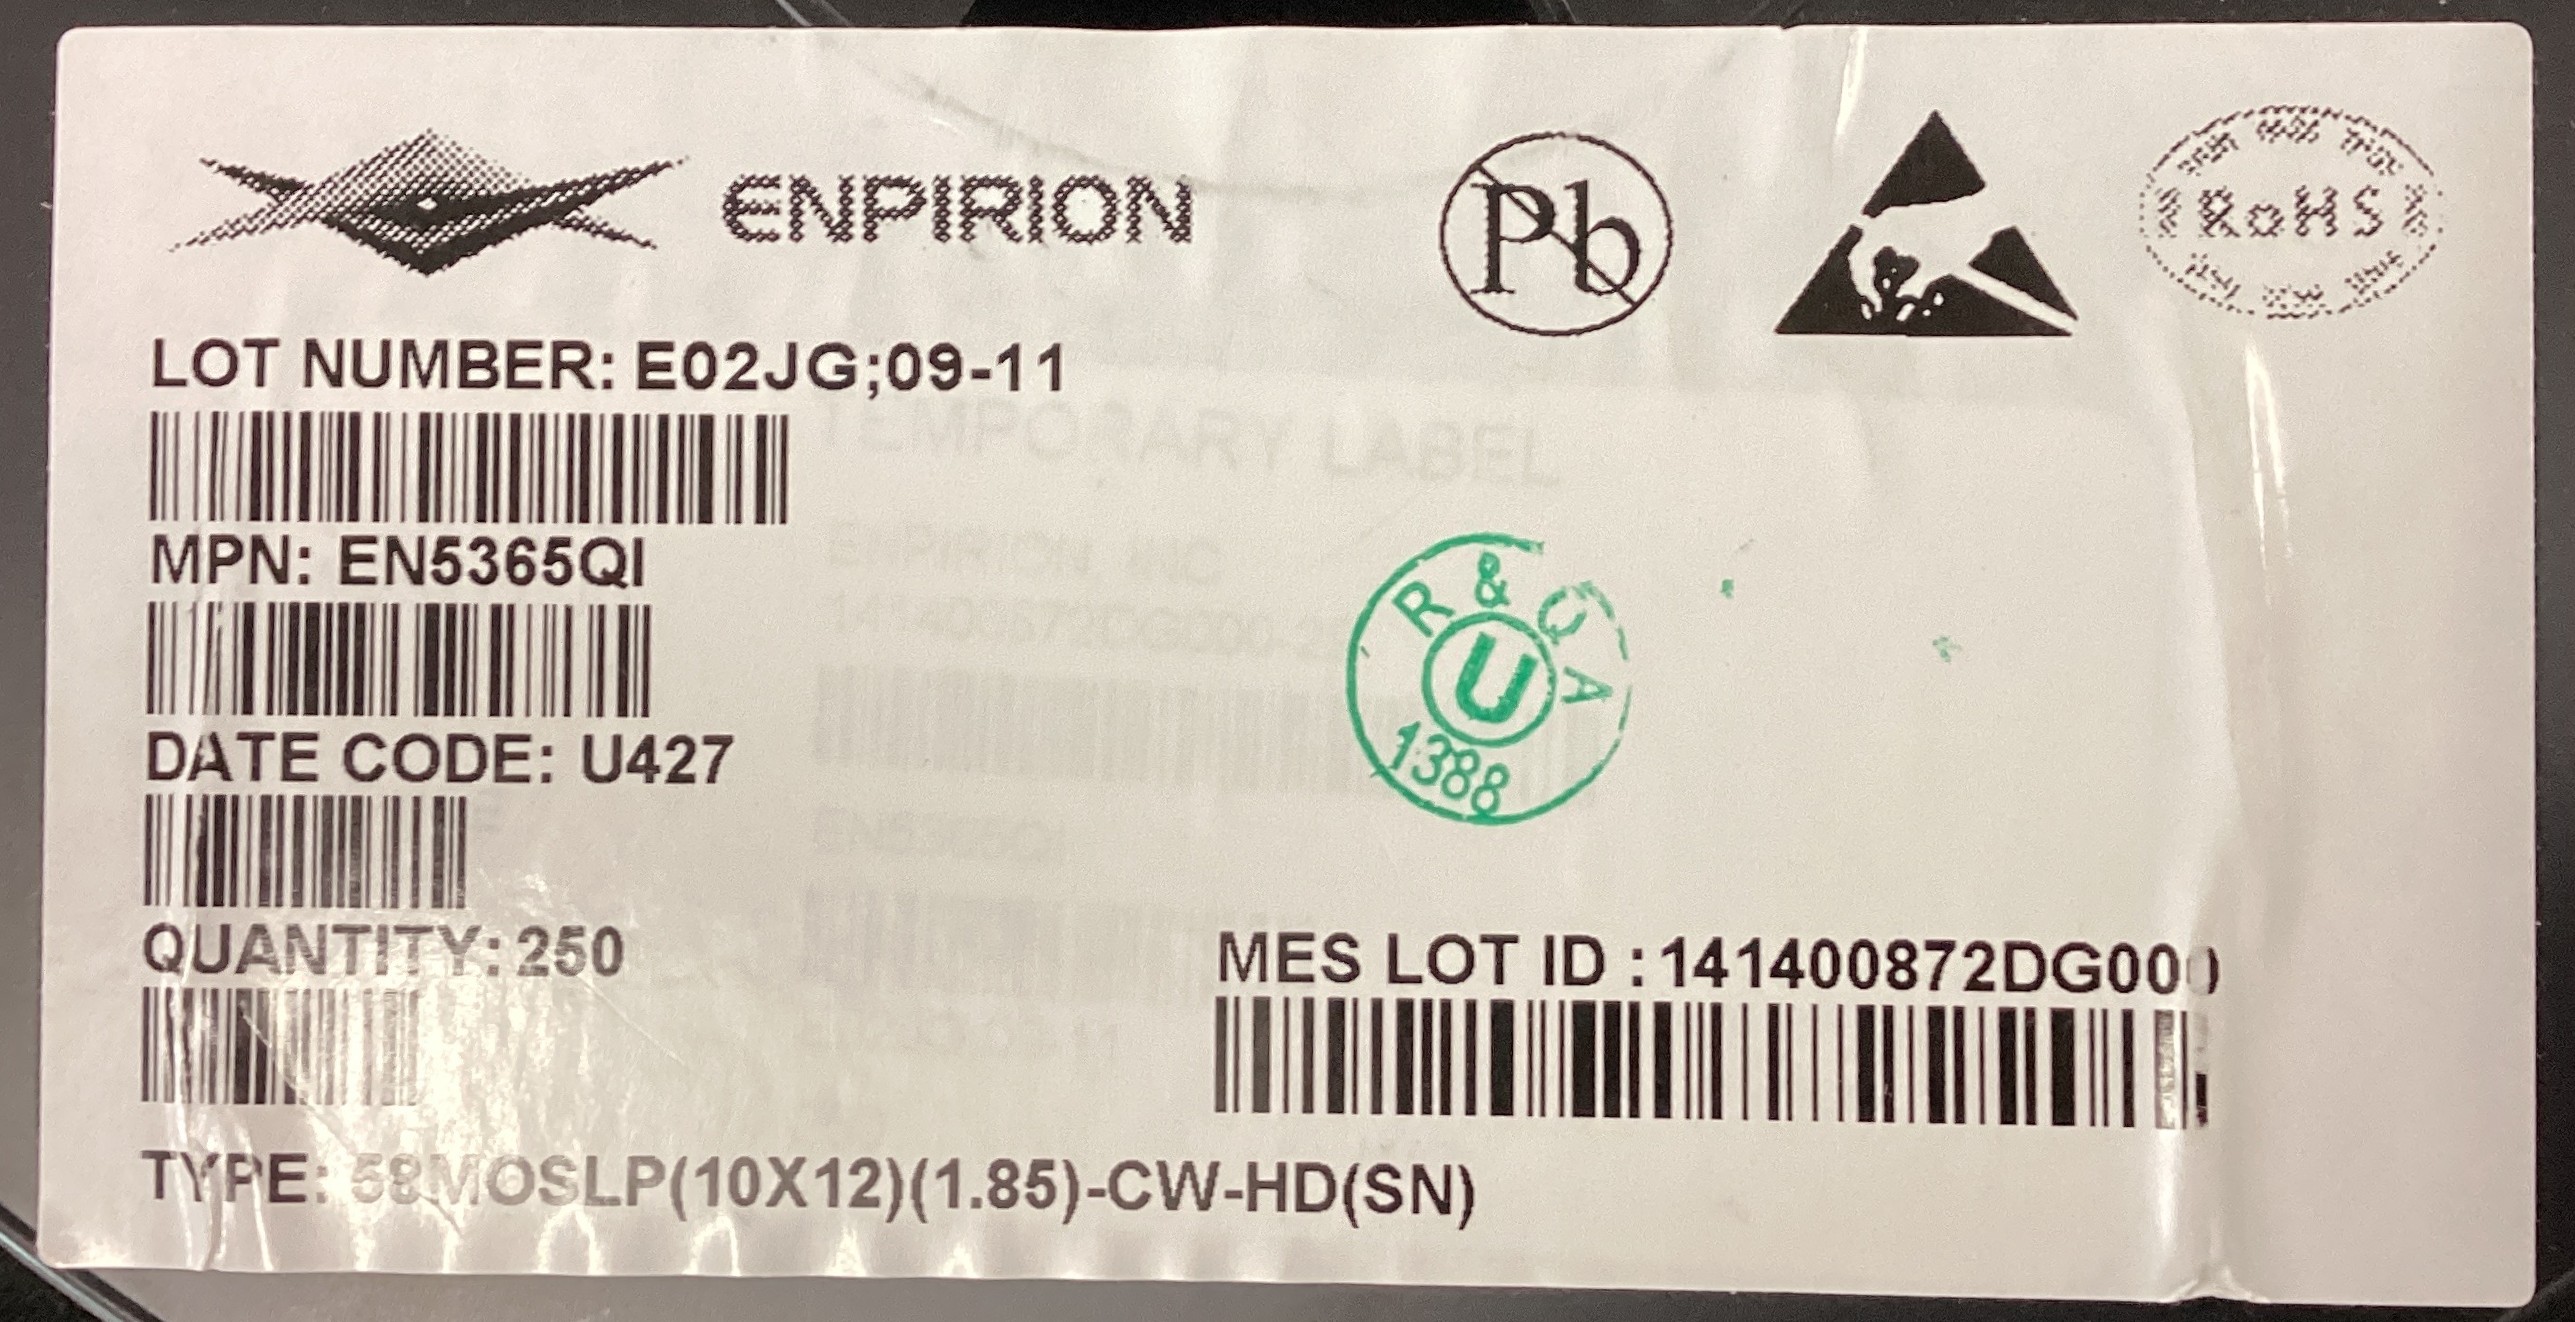 ENPIRION
Pb
RoHS
LOT NUMBER: E02JG;09-11
TEMPORARY LABEL
MPN: EN5365QI
ENPIRION, INC
R & QA
U
1388
DATE CODE: U427
EN5365QI
QUANTITY: 250
MES LOT ID : 141400872DG000
TYPE: 58MOSLP(10X12)(1.85)-CW-HD(SN)